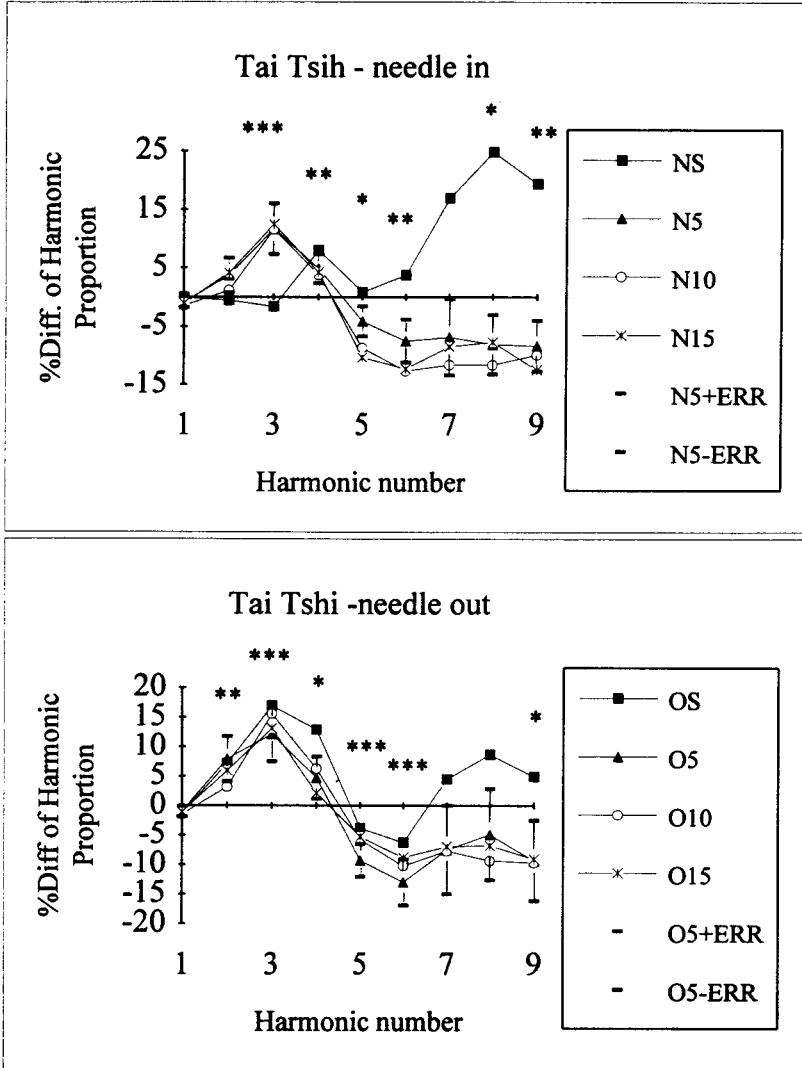 Tai Tsih - needle in
***
**
*
**
*
**
25
15
5
-5
-15
%Diff. of Harmonic
Proportion
1 3 5 7 9
Harmonic number
NS
N5
N10
N15
N5+ERR
N5-ERR
Tai Tshi -needle out
**
***
*
***
***
*
20
15
10
5
0
-5
-10
-15
-20
%Diff of Harmonic
Proportion
1 3 5 7 9
Harmonic number
OS
O5
O10
O15
O5+ERR
O5-ERR